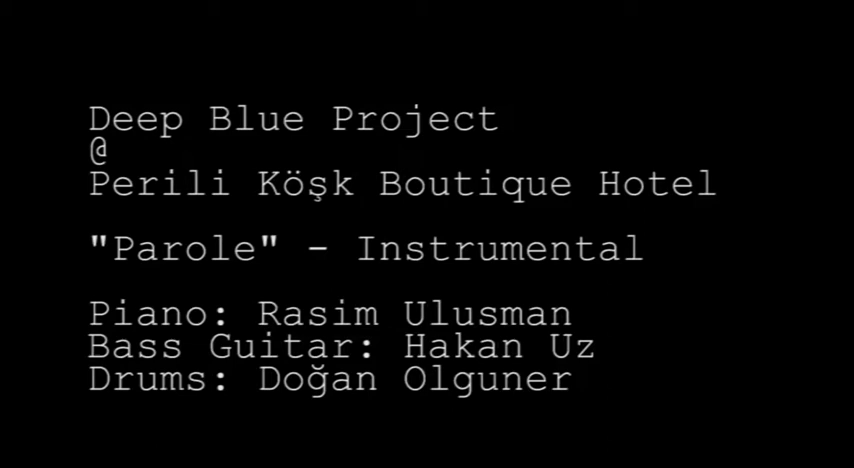 Deep Blue Project
@
Perili Köşk Boutique Hotel
"Parole" - Instrumental
Piano: Rasim Ulusman
Bass Guitar: Hakan Uz
Drums: Doğan Olguner